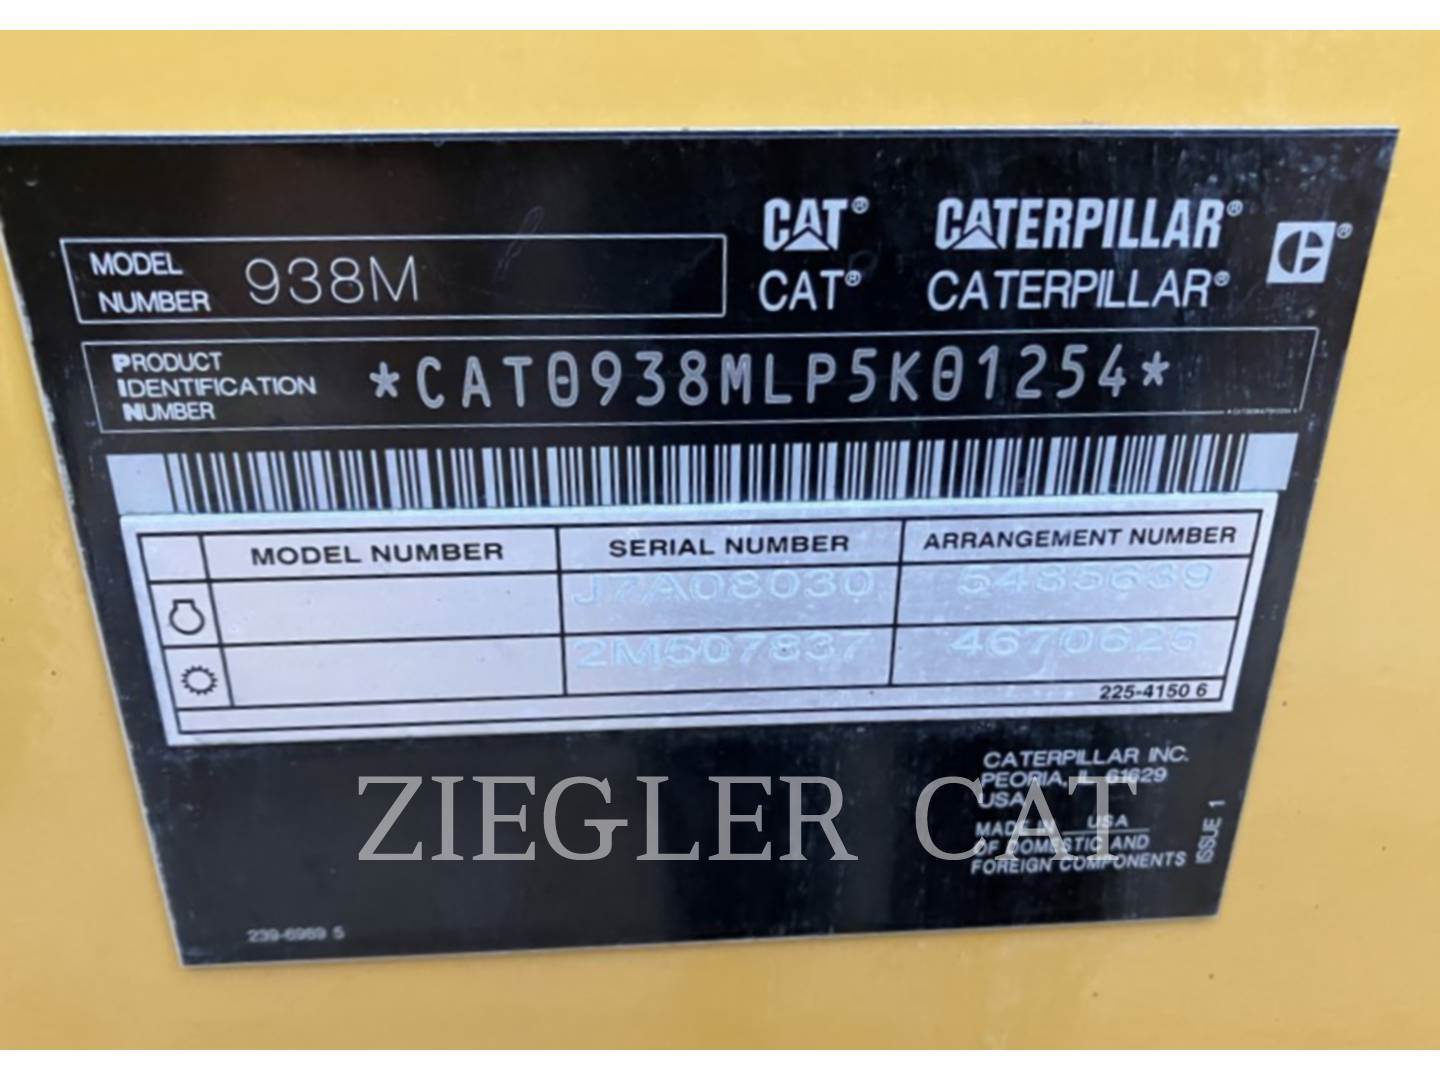 CAT® CATERPILLAR®
MODEL NUMBER 938M
CAT® CATERPILLAR®
PRODUCT IDENTIFICATION NUMBER *CAT0938MLP5K01254*
MODEL NUMBER SERIAL NUMBER ARRANGEMENT NUMBER
J7A08030 5485639
2M507837 4670625
225-4150 6
CATERPILLAR INC.
PEORIA, IL 61629
USA
MADE IN USA
OF DOMESTIC AND
FOREIGN COMPONENTS
ISSUE 1
ZIEGLER CAT
239-6989 5